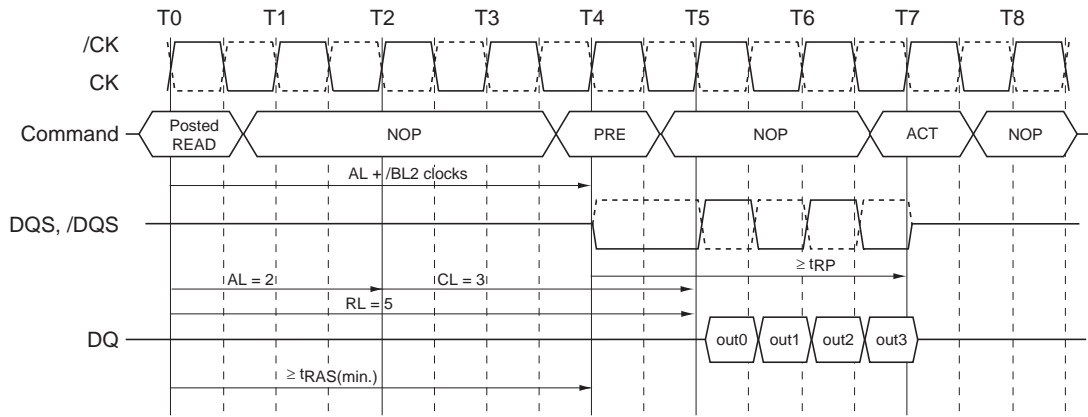 T0 T1 T2 T3 T4 T5 T6 T7 T8
/CK
CK
Command
Posted
READ
NOP
PRE
NOP
ACT
NOP
AL + /BL2 clocks
DQS, /DQS
≥ tRP
AL = 2
CL = 3
RL = 5
DQ
out0 out1 out2 out3
≥ tRAS(min.)